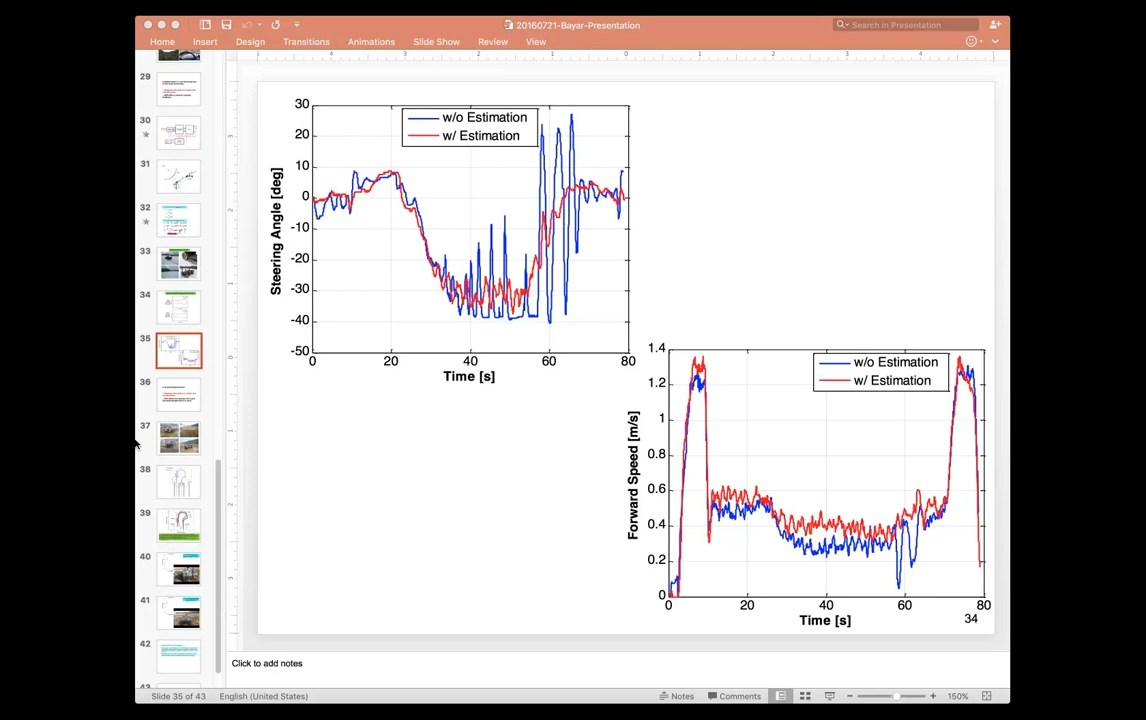 20160721-Bayar-Presentation
Search in Presentation
Home Insert Design Transitions Animations Slide Show Review View
29
30
31
32
33
34
35
36
37
38
39
40
41
42
30
20
10
0
-10
-20
-30
-40
-50
0 20 40 60 80
Steering Angle [deg]
Time [s]
w/o Estimation
w/ Estimation
1.4
1.2
1
0.8
0.6
0.4
0.2
0
0 20 40 60 80
Forward Speed [m/s]
Time [s]
w/o Estimation
w/ Estimation
34
Click to add notes
Slide 35 of 43 English (United States) Notes Comments 150%